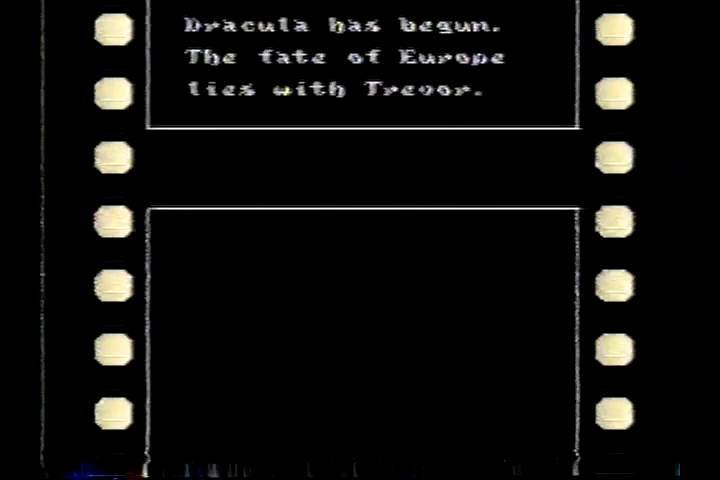 Dracula has begun.
The fate of Europe
lies with Trevor.